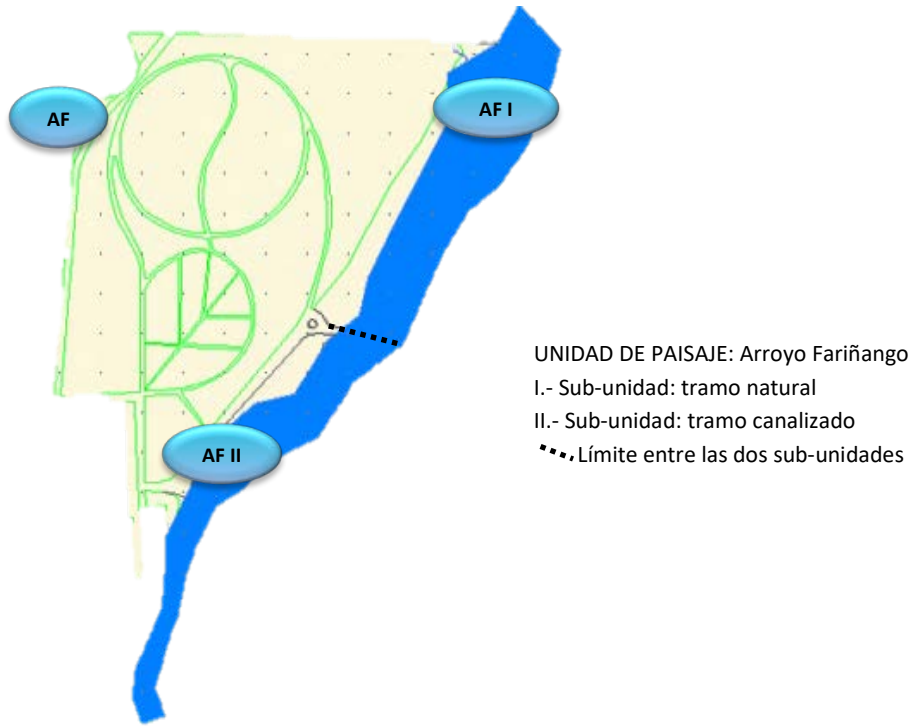 AF
AF I
AF II
UNIDAD DE PAISAJE: Arroyo Fariñango
I.- Sub-unidad: tramo natural
II.- Sub-unidad: tramo canalizado
Límite entre las dos sub-unidades